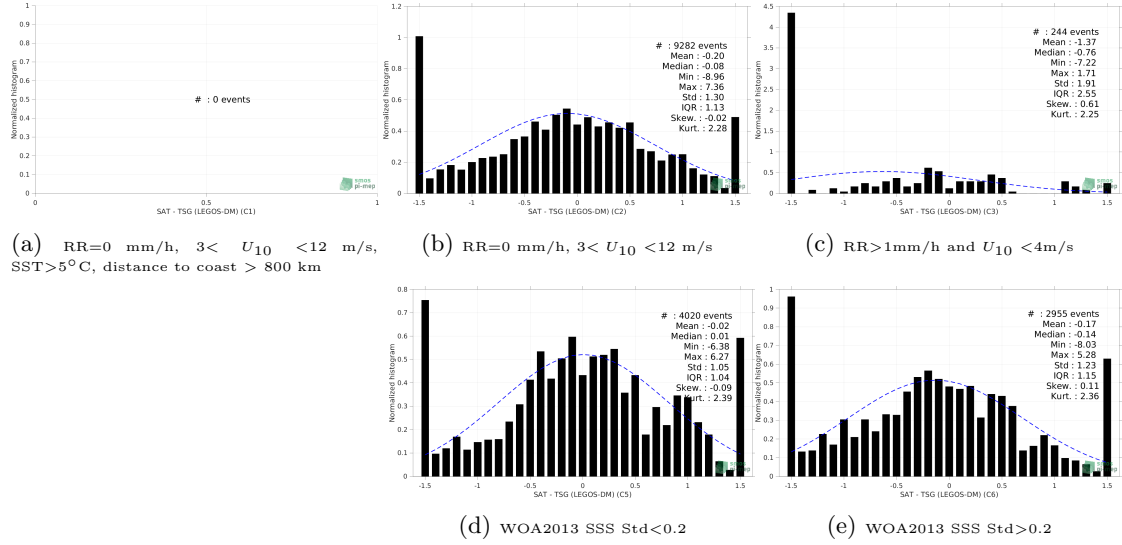 1
0.9
0.8
0.7
0.6
0.5
0.4
0.3
0.2
0.1
0
Normalized histogram
# : 0 events
smos
pi-mep
0 0.5 1
SAT - TSG (LEGOS-DM) (C1)
(a) RR=0 mm/h, 3< U10 <12 m/s,
SST>5°C, distance to coast > 800 km
1.2
1
0.8
0.6
0.4
0.2
0
Normalized histogram
# : 9282 events
Mean : -0.20
Median : -0.08
Min : -8.96
Max : 7.36
Std : 1.30
IQR : 1.13
Skew. : -0.02
Kurt. : 2.28
smos
pi-mep
-1.5 -1 -0.5 0 0.5 1 1.5
SAT - TSG (LEGOS-DM) (C2)
(b) RR=0 mm/h, 3< U10 <12 m/s
4.5
4
3.5
3
2.5
2
1.5
1
0.5
0
Normalized histogram
# : 244 events
Mean : -1.37
Median : -0.76
Min : -7.22
Max : 1.71
Std : 1.91
IQR : 2.55
Skew. : 0.61
Kurt. : 2.25
smos
pi-mep
-1.5 -1 -0.5 0 0.5 1 1.5
SAT - TSG (LEGOS-DM) (C3)
(c) RR>1mm/h and U10 <4m/s
0.8
0.7
0.6
0.5
0.4
0.3
0.2
0.1
0
Normalized histogram
# : 4020 events
Mean : -0.02
Median : 0.01
Min : -6.38
Max : 6.27
Std : 1.05
IQR : 1.04
Skew. : -0.09
Kurt. : 2.39
smos
pi-mep
-1.5 -1 -0.5 0 0.5 1 1.5
SAT - TSG (LEGOS-DM) (C5)
(d) WOA2013 SSS Std<0.2
1
0.9
0.8
0.7
0.6
0.5
0.4
0.3
0.2
0.1
0
Normalized histogram
# : 2955 events
Mean : -0.17
Median : -0.14
Min : -8.03
Max : 5.28
Std : 1.23
IQR : 1.15
Skew. : 0.11
Kurt. : 2.36
smos
pi-mep
-1.5 -1 -0.5 0 0.5 1 1.5
SAT - TSG (LEGOS-DM) (C6)
(e) WOA2013 SSS Std>0.2